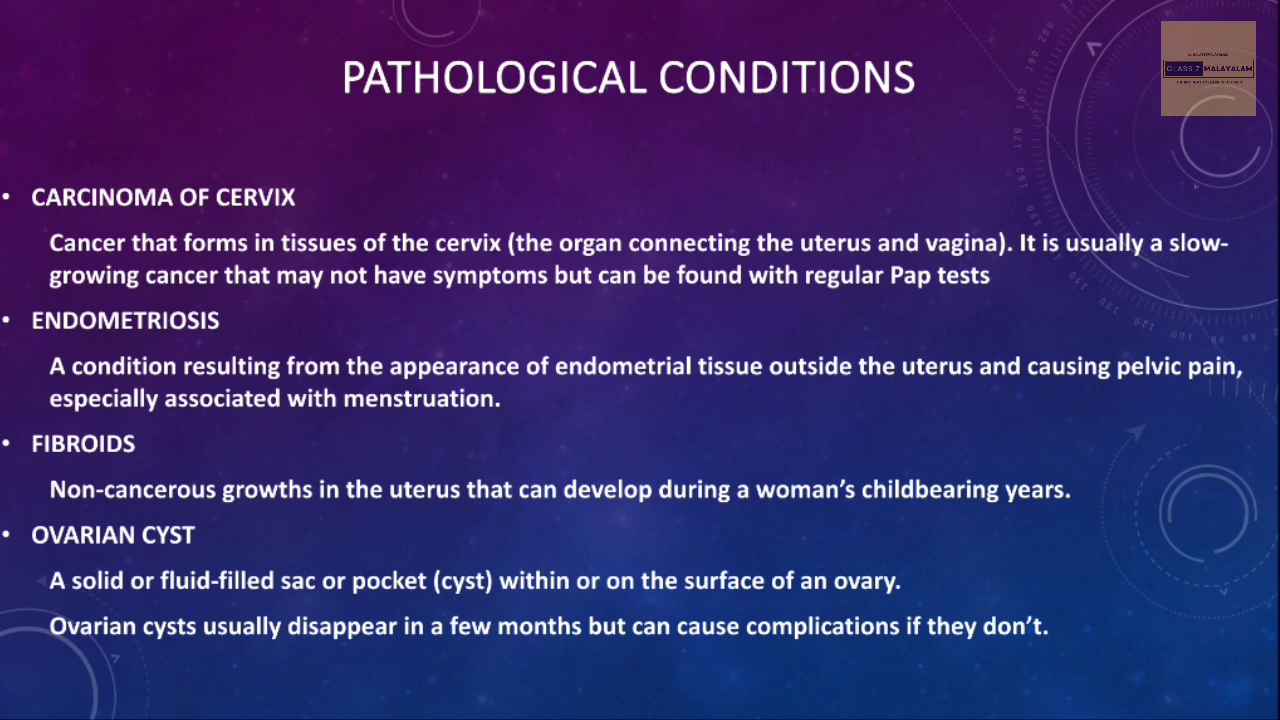 PATHOLOGICAL CONDITIONS
CLASS 7 MALAYALAM
• CARCINOMA OF CERVIX
Cancer that forms in tissues of the cervix (the organ connecting the uterus and vagina). It is usually a slow-
growing cancer that may not have symptoms but can be found with regular Pap tests
• ENDOMETRIOSIS
A condition resulting from the appearance of endometrial tissue outside the uterus and causing pelvic pain,
especially associated with menstruation.
• FIBROIDS
Non-cancerous growths in the uterus that can develop during a woman’s childbearing years.
• OVARIAN CYST
A solid or fluid-filled sac or pocket (cyst) within or on the surface of an ovary.
Ovarian cysts usually disappear in a few months but can cause complications if they don’t.